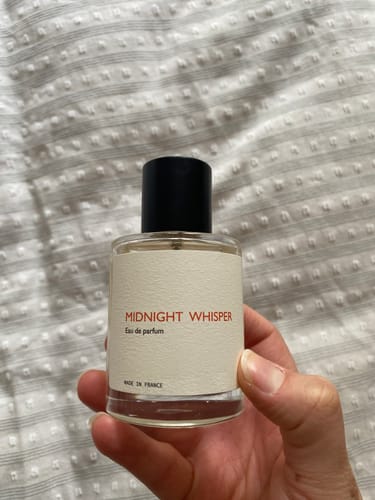 MIDNIGHT WHISPER
Eau de parfum
MADE IN FRANCE